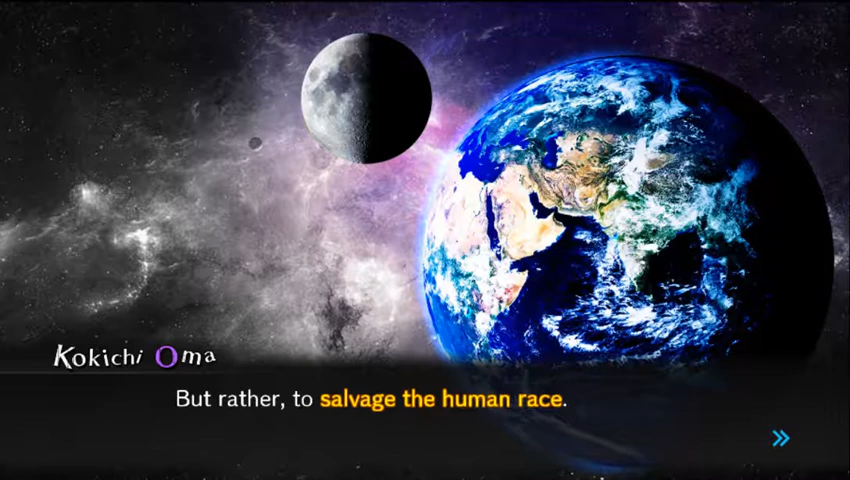 Kokichi Oma
But rather, to salvage the human race.